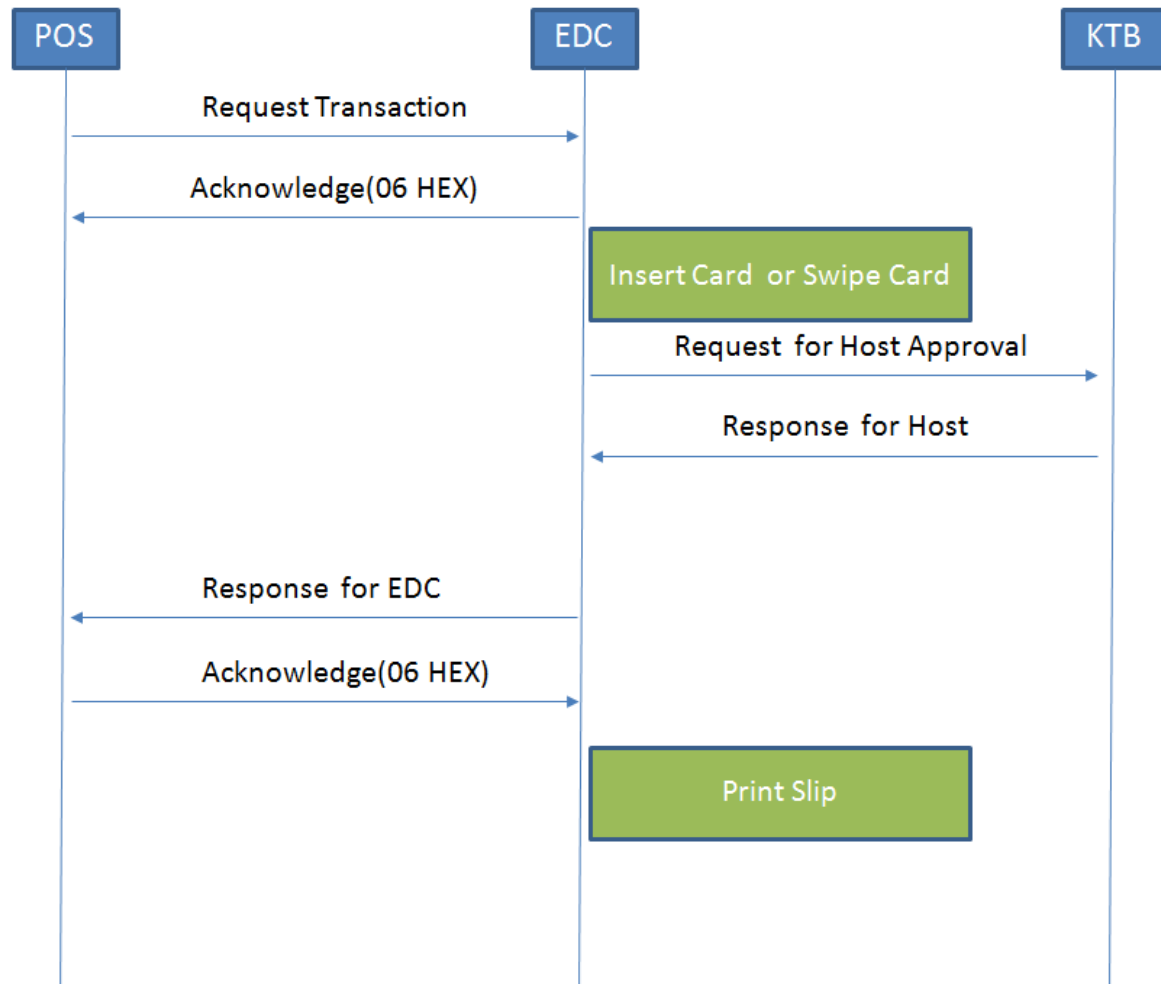 POS
EDC
KTB
Request Transaction
Acknowledge(06 HEX)
Insert Card or Swipe Card
Request for Host Approval
Response for Host
Response for EDC
Acknowledge(06 HEX)
Print Slip